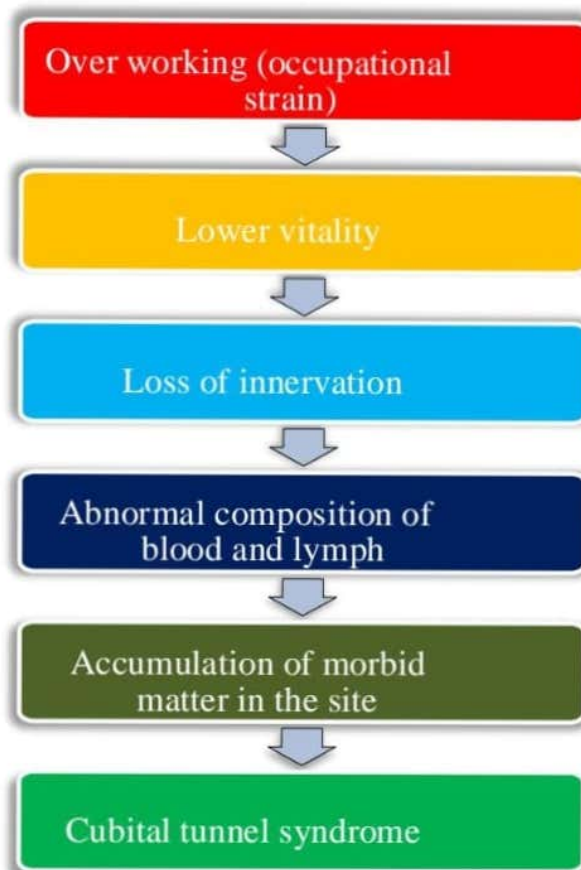 Over working (occupational
strain)
Lower vitality
Loss of innervation
Abnormal composition of
blood and lymph
Accumulation of morbid
matter in the site
Cubital tunnel syndrome